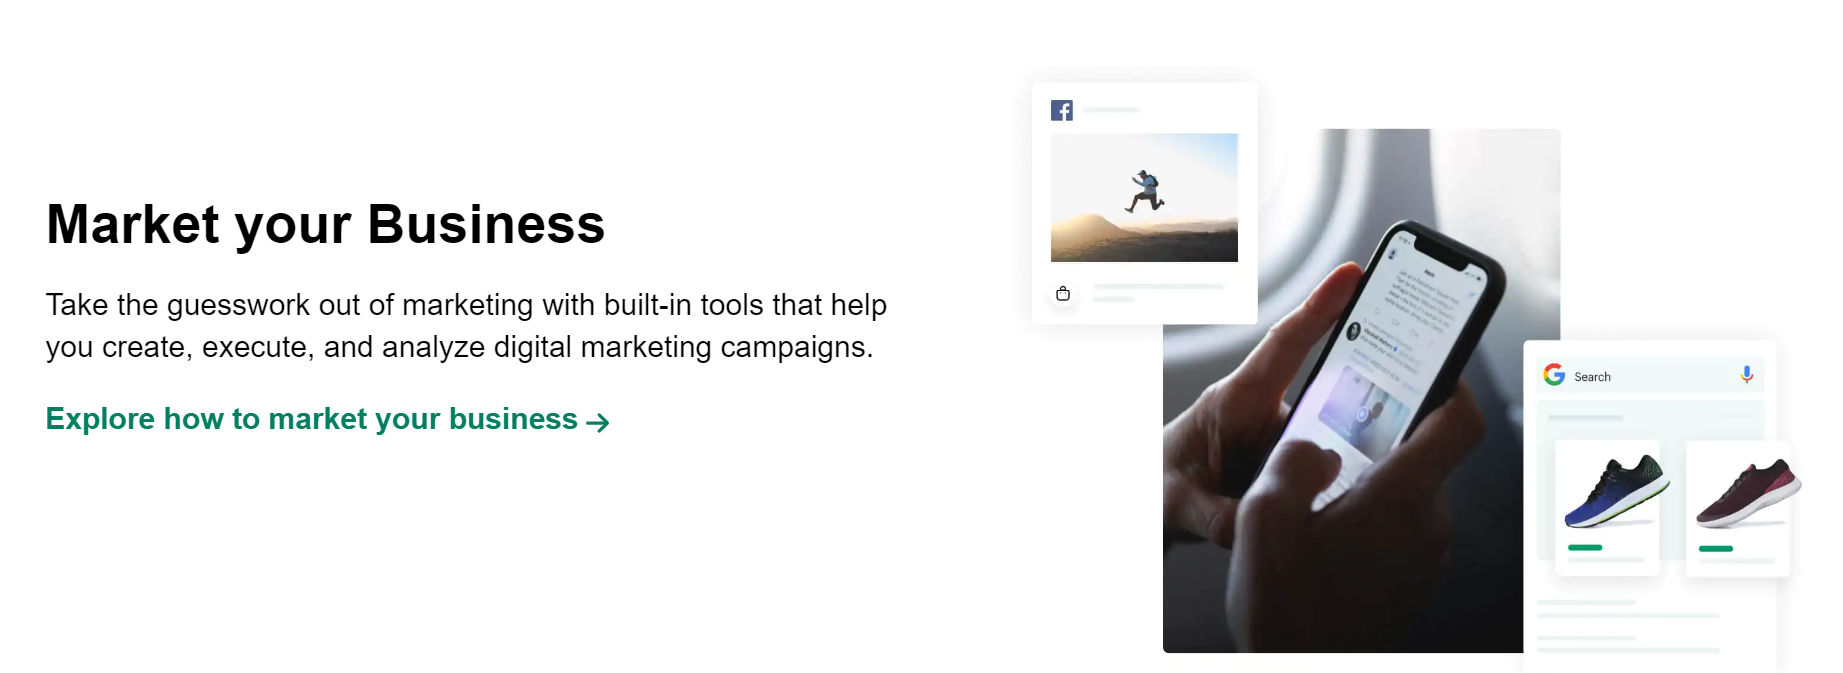 Market your Business
Take the guesswork out of marketing with built-in tools that help
you create, execute, and analyze digital marketing campaigns.
Explore how to market your business →
Search